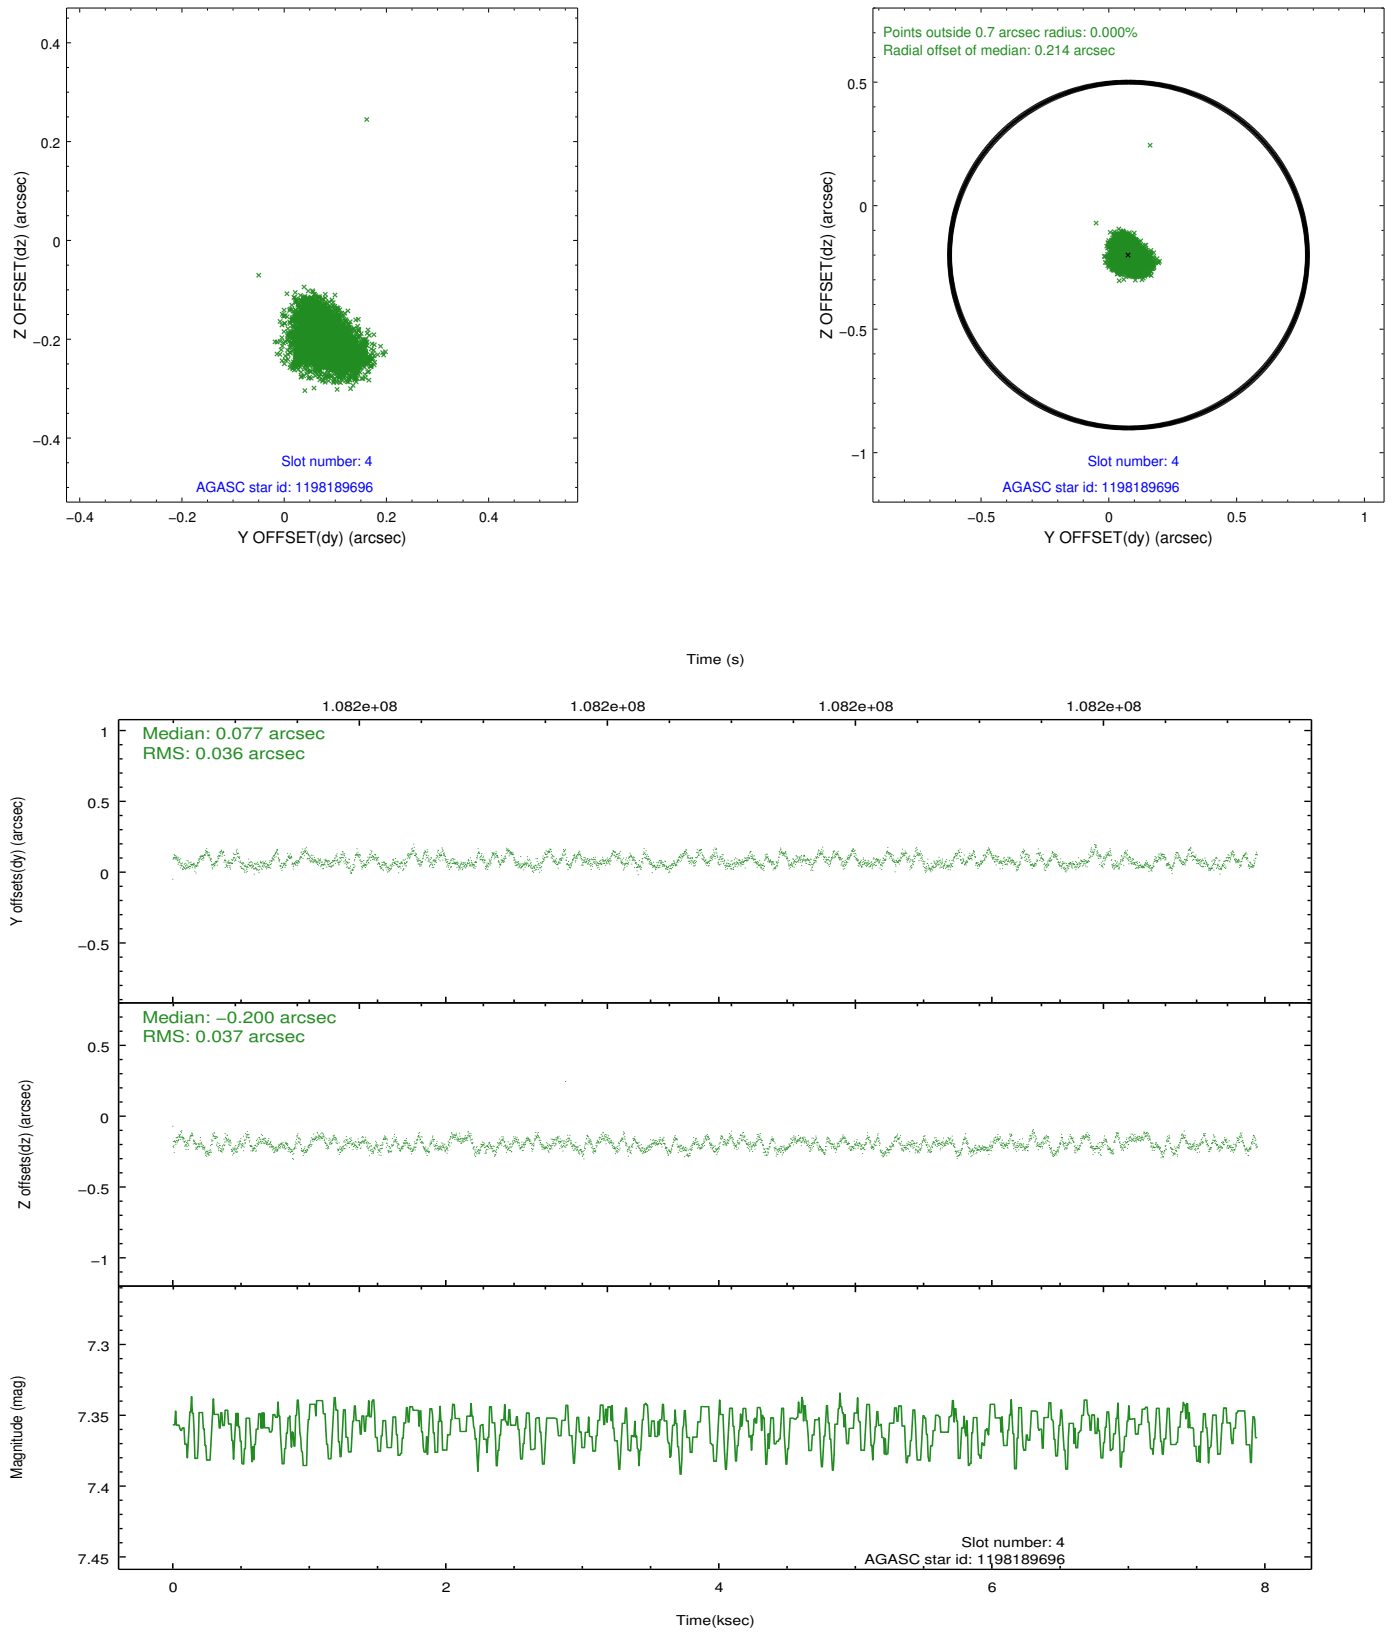 0.4
0.2
0
−0.2
−0.4
Z OFFSET(dz) (arcsec)
Slot number: 4
AGASC star id: 1198189696
−0.4
−0.2
0
0.2
0.4
Y OFFSET(dy) (arcsec)
Points outside 0.7 arcsec radius: 0.000%
Radial offset of median: 0.214 arcsec
0.5
0
−0.5
−1
Z OFFSET(dz) (arcsec)
Slot number: 4
AGASC star id: 1198189696
−0.5
0
0.5
1
Y OFFSET(dy) (arcsec)
Time (s)
1.082e+08
1.082e+08
1.082e+08
1.082e+08
Median: 0.077 arcsec
RMS: 0.036 arcsec
1
0.5
0
−0.5
Y offsets(dy) (arcsec)
Median: −0.200 arcsec
RMS: 0.037 arcsec
0.5
0
−0.5
−1
Z offsets(dz) (arcsec)
7.3
7.35
7.4
7.45
Magnitude (mag)
Slot number: 4
AGASC star id: 1198189696
0
2
4
6
8
Time(ksec)